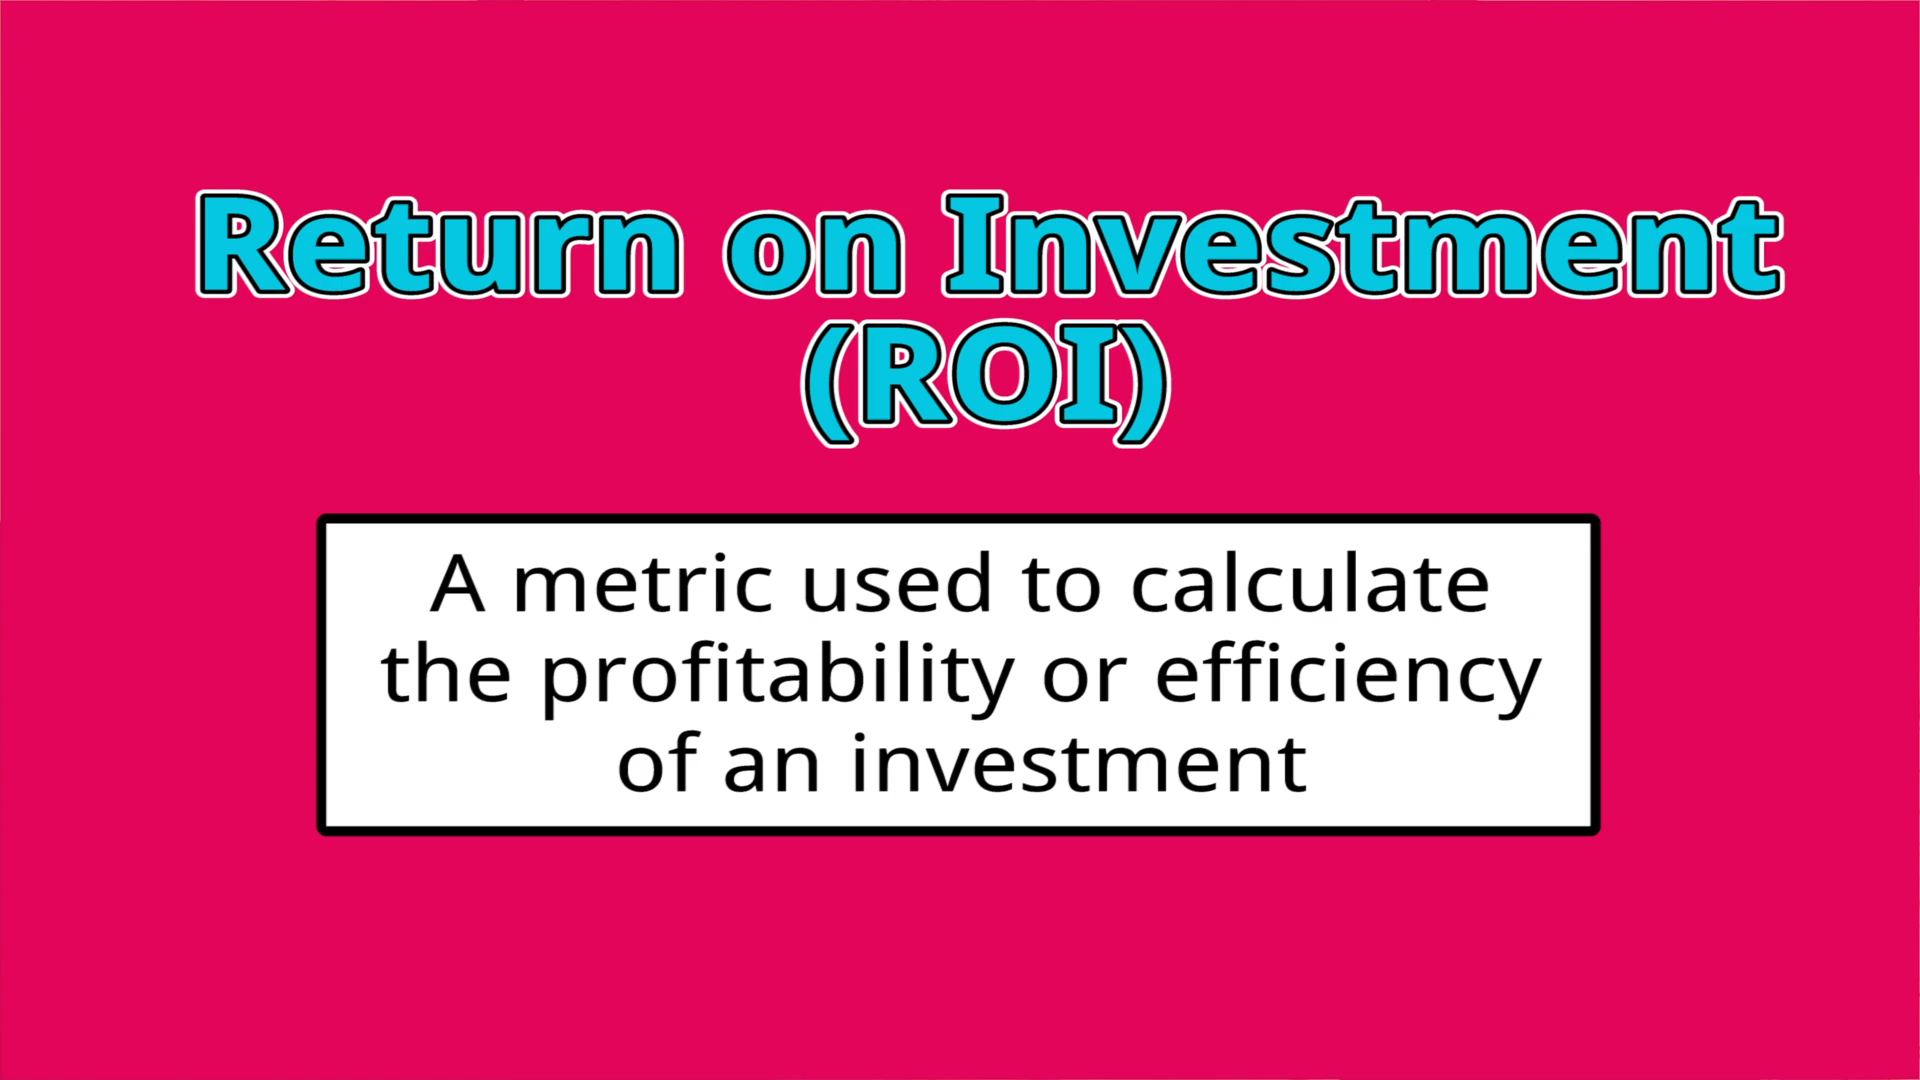 Return on Investment
(ROI)
A metric used to calculate
the profitability or efficiency
of an investment